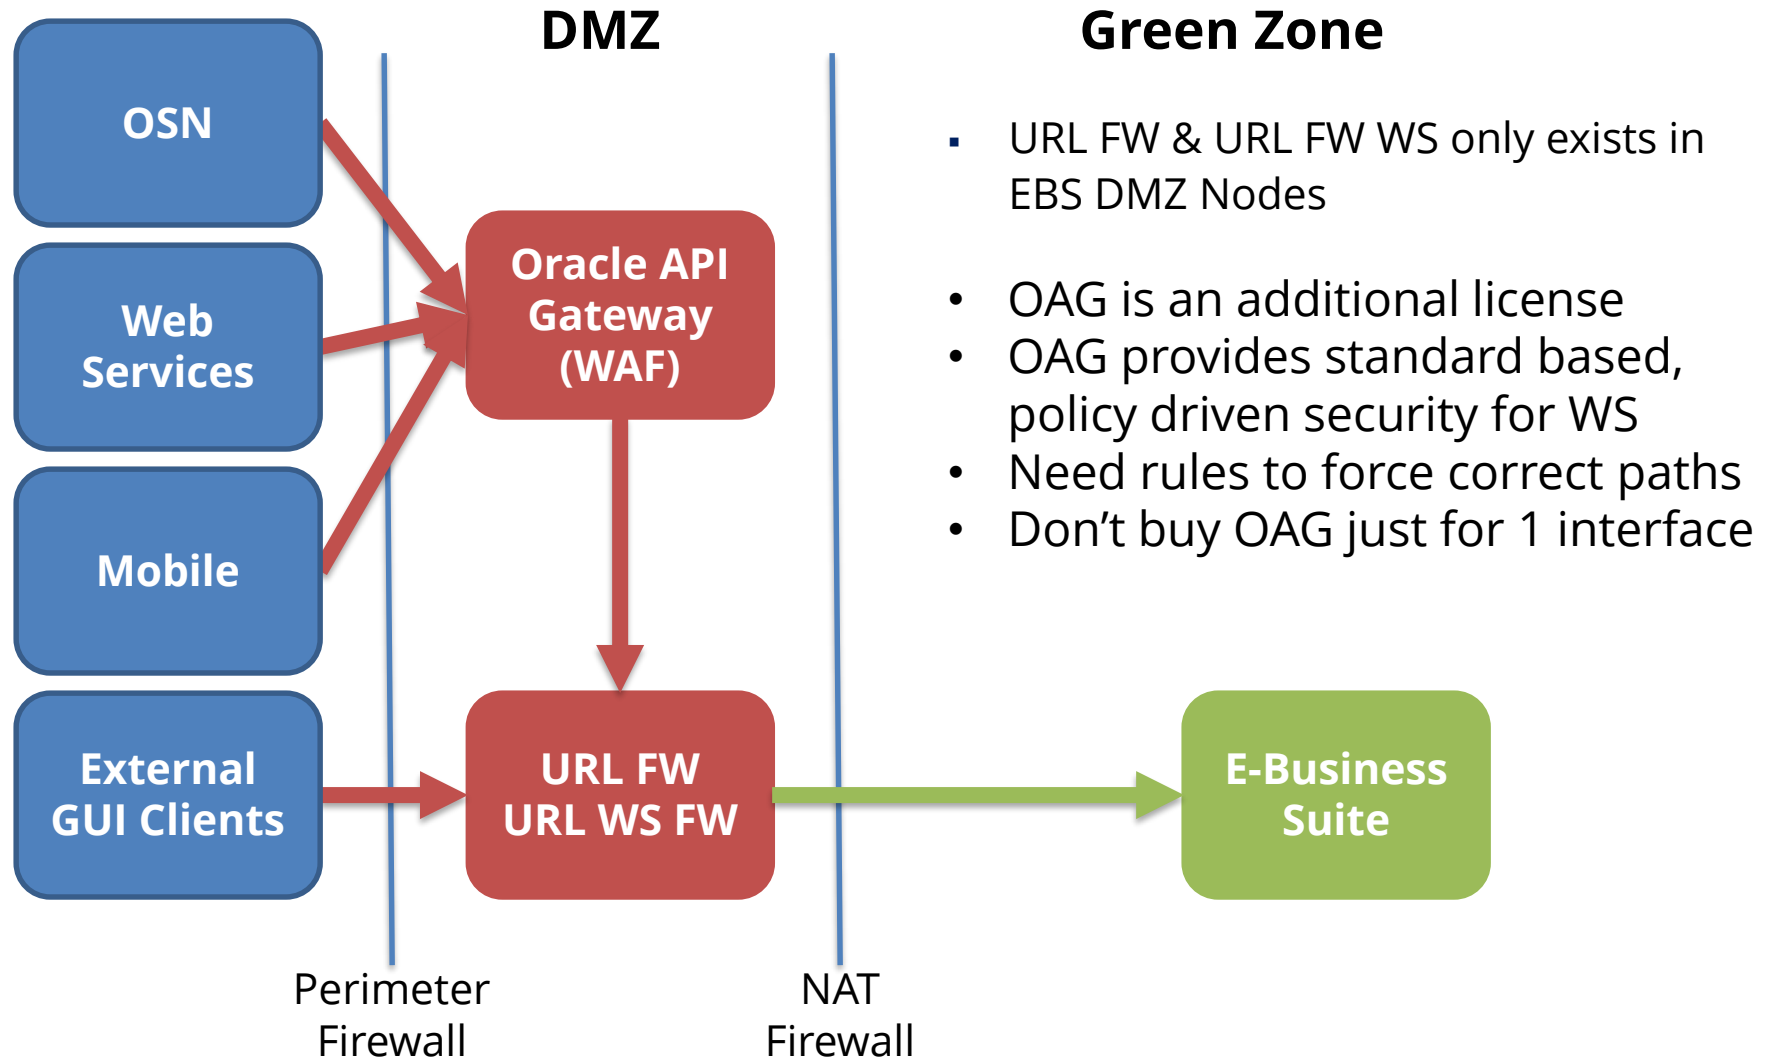 DMZ
Green Zone
OSN
Web
Services
Mobile
External
GUI Clients
Oracle API
Gateway
(WAF)
URL FW
URL WS FW
▪ URL FW & URL FW WS only exists in
EBS DMZ Nodes
• OAG is an additional license
• OAG provides standard based,
policy driven security for WS
• Need rules to force correct paths
• Don’t buy OAG just for 1 interface
E-Business
Suite
Perimeter
Firewall
NAT
Firewall